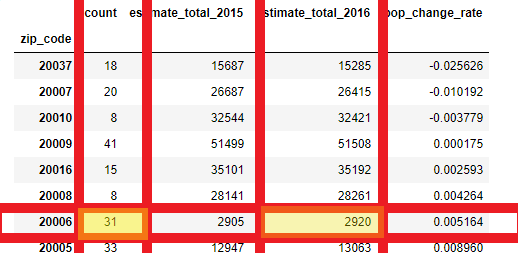 count estimate_total_2015 estimate_total_2016 pop_change_rate
zip_code
20037 18 15687 15285 -0.025626
20007 20 26687 26415 -0.010192
20010 8 32544 32421 -0.003779
20009 41 51499 51508 0.000175
20016 15 35101 35192 0.002593
20008 8 28141 28261 0.004264
20006 31 2905 2920 0.005164
20005 33 12947 13063 0.008960